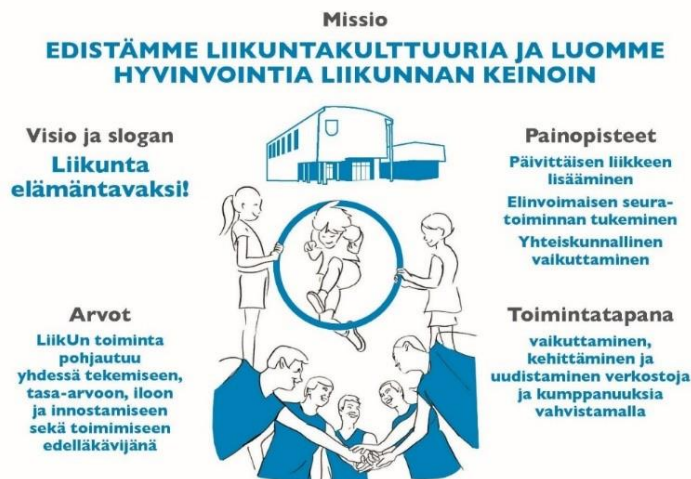 Missio
EDISTÄMME LIIKUNTAKULTTUURIA JA LUOMME
HYVINVOINTIA LIIKUNNAN KEINOIN
Visio ja slogan
Liikunta
elämäntavaksi!
Painopisteet
Päivittäisen liikkeen
lisääminen
Elinvoimaisen seura-
toiminnan tukeminen
Yhteiskunnallinen
vaikuttaminen
Arvot
LiikUn toiminta
pohjautuu
yhdessä tekemiseen,
tasa-arvoon, iloon
ja innostamiseen
sekä toimimiseen
edelläkävijänä
Toimintatapana
vaikuttaminen,
kehittäminen ja
uudistaminen verkostoja
ja kumppanuuksia
vahvistamalla